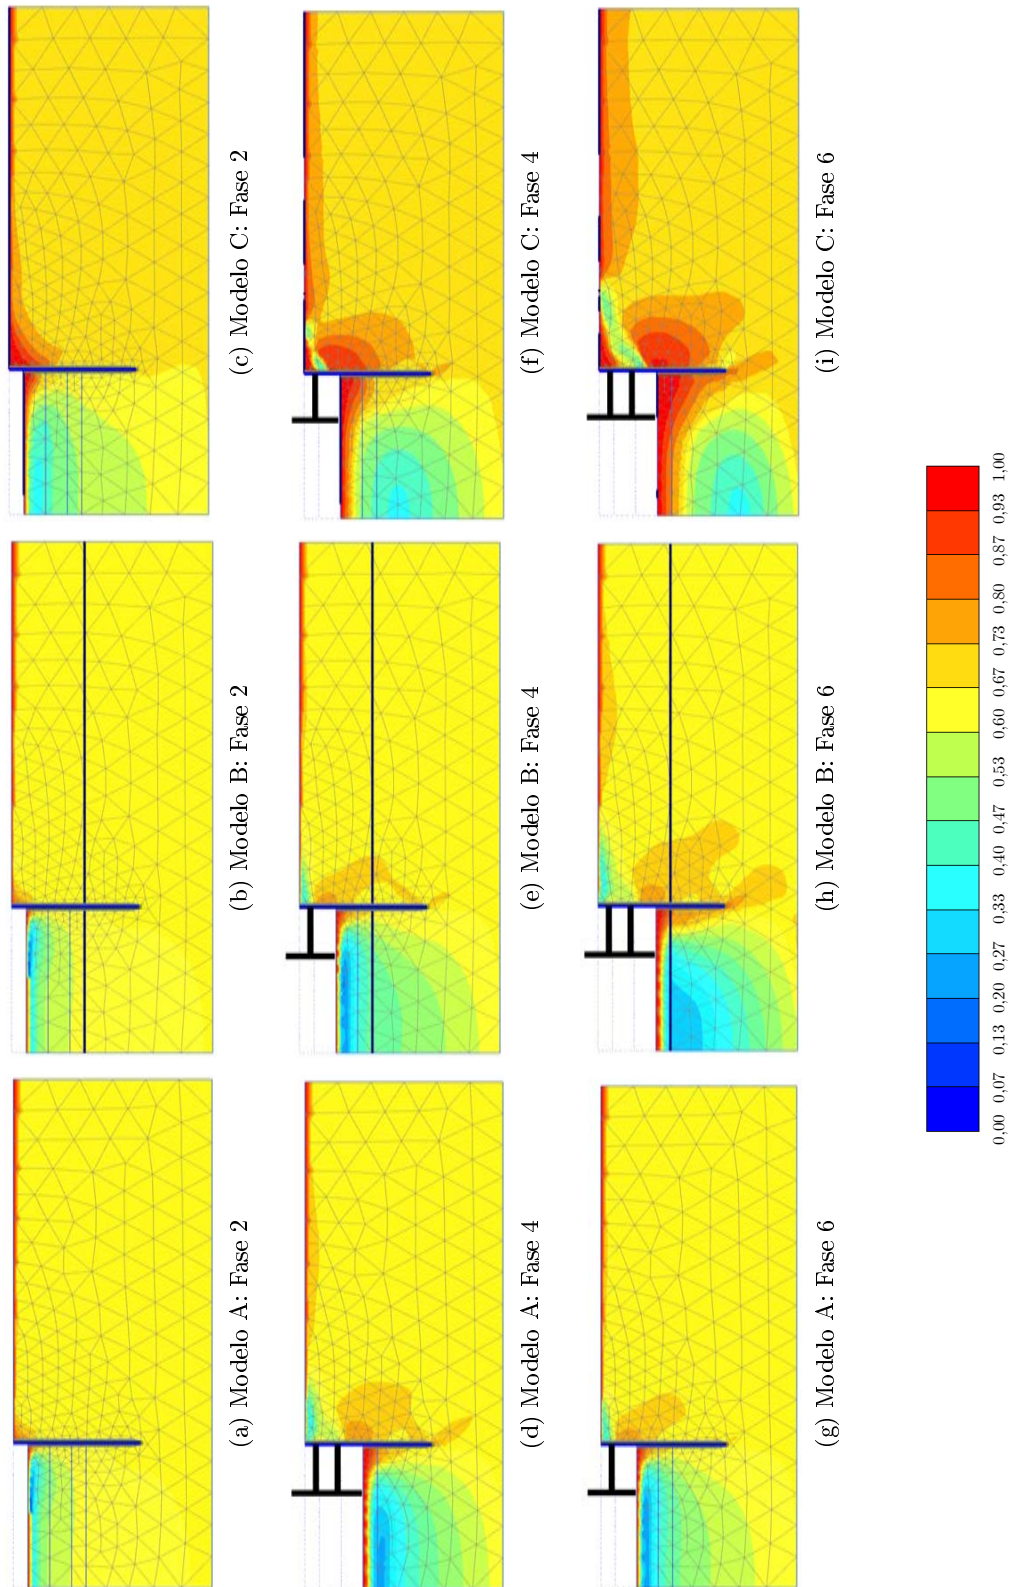 (a) Modelo A: Fase 2
(b) Modelo B: Fase 2
(c) Modelo C: Fase 2
(d) Modelo A: Fase 4
(e) Modelo B: Fase 4
(f) Modelo C: Fase 4
(g) Modelo A: Fase 6
(h) Modelo B: Fase 6
(i) Modelo C: Fase 6
0,00 0,07 0,13 0,20 0,27 0,33 0,40 0,47 0,53 0,60 0,67 0,73 0,80 0,87 0,93 1,00